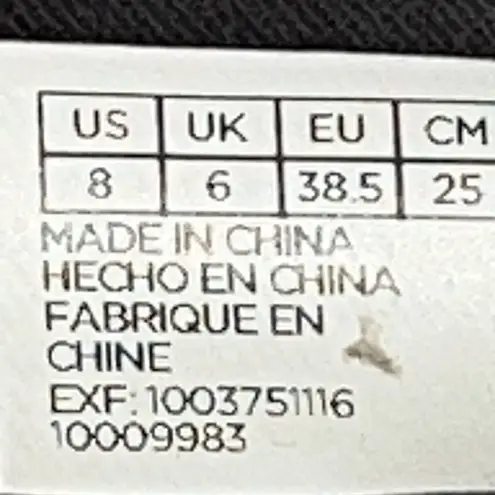 US UK EU CM
8 6 38.5 25
MADE IN CHINA
HECHO EN CHINA
FABRIQUE EN
CHINE
EXF: 1003751116
10009983